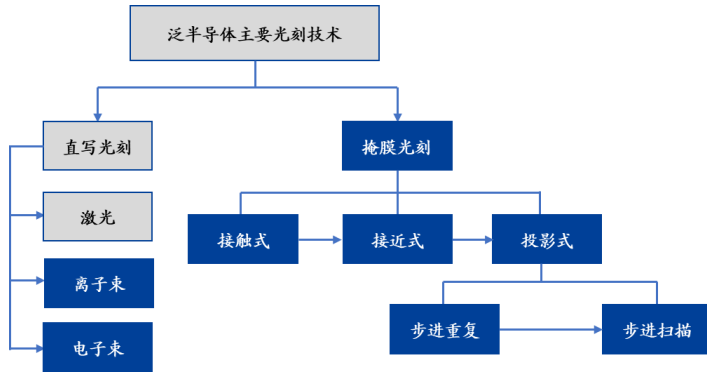 泛半导体主要光刻技术
直写光刻
掩膜光刻
激光
接触式
接近式
投影式
离子束
步进重复
步进扫描
电子束